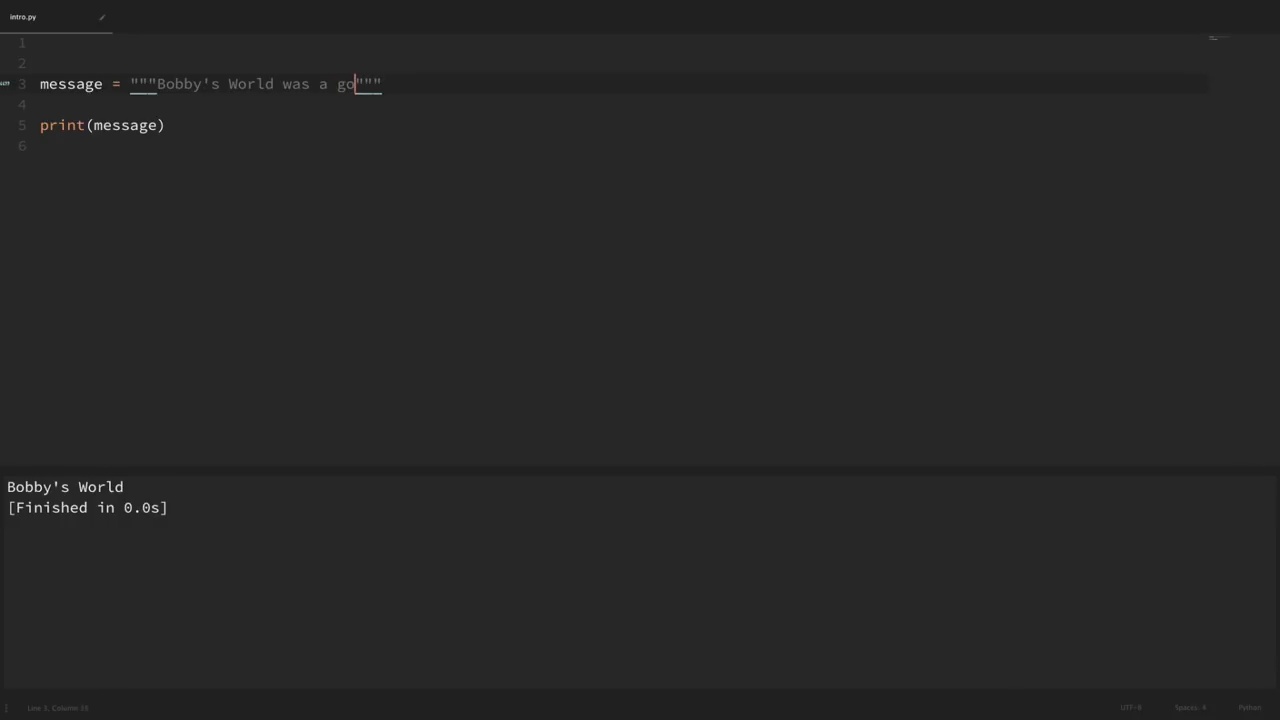 intro.py
1
2
3 message = """Bobby's World was a go"""
4
5 print(message)
6
Bobby's World
[Finished in 0.0s]
Line 3, Column
UTF-8
Spaces: 4
Python